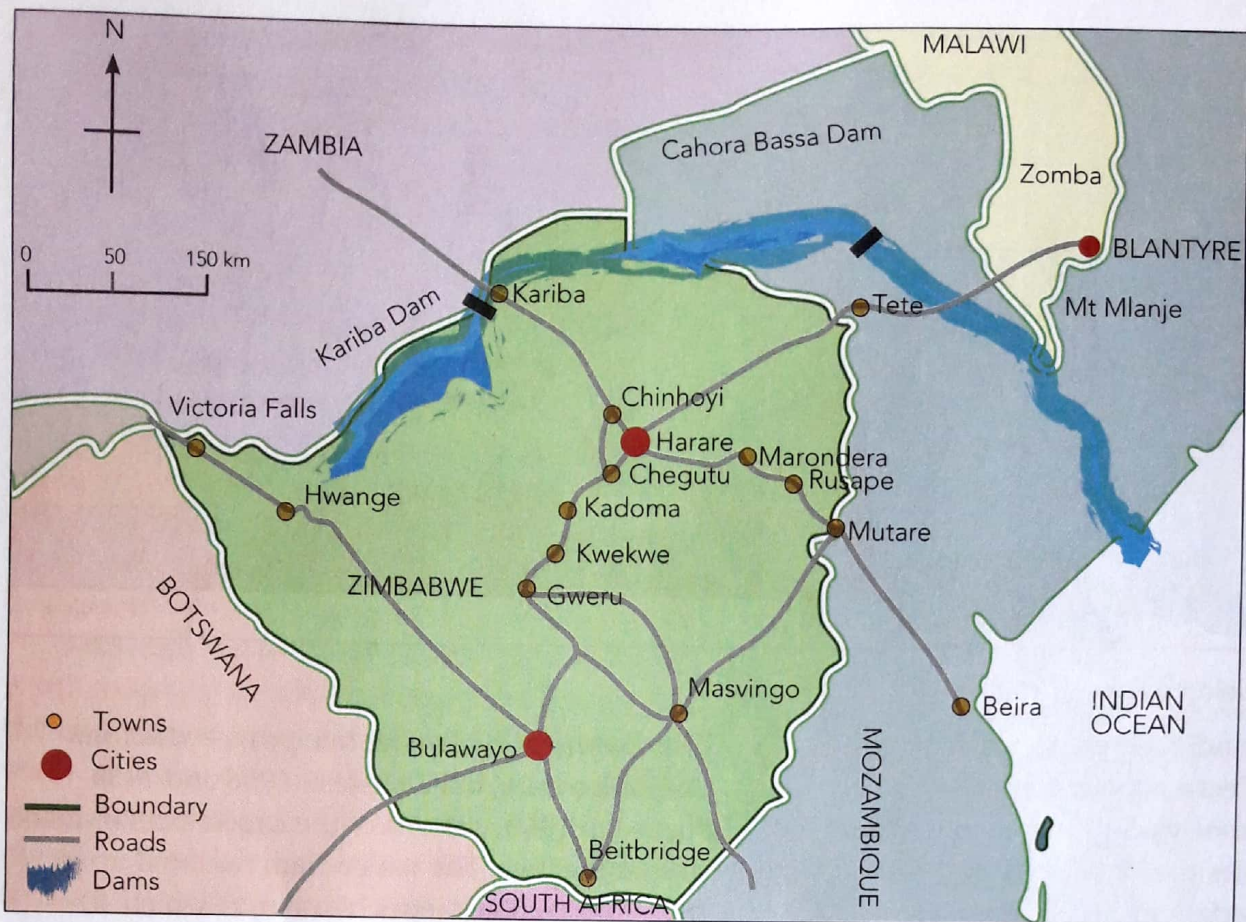 N
MALAWI
ZAMBIA
Cahora Bassa Dam
Zomba
0 50 150 km
BLANTYRE
Kariba
Tete
Mt Mlanje
Kariba Dam
Victoria Falls
Chinhoyi
Harare
Marondera
Chegutu
Rusape
Hwange
Kadoma
Mutare
Kwekwe
ZIMBABWE
Gweru
BOTSWANA
Masvingo
Beira
INDIAN
OCEAN
Bulawayo
MOZAMBIQUE
Beitbridge
SOUTH AFRICA
Towns
Cities
Boundary
Roads
Dams